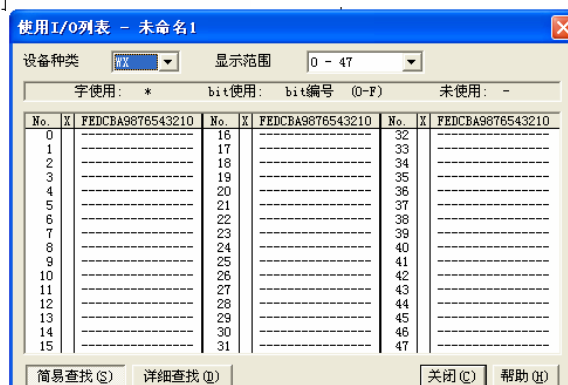 使用I/O列表 - 未命名1
设备种类 WX 显示范围 0 - 47
字使用: * bit使用: bit编号 (0-F) 未使用: -
No. X FEDCBA9876543210 No. X FEDCBA9876543210 No. X FEDCBA9876543210
0 ---------------- 16 ---------------- 32 ----------------
1 ---------------- 17 ---------------- 33 ----------------
2 ---------------- 18 ---------------- 34 ----------------
3 ---------------- 19 ---------------- 35 ----------------
4 ---------------- 20 ---------------- 36 ----------------
5 ---------------- 21 ---------------- 37 ----------------
6 ---------------- 22 ---------------- 38 ----------------
7 ---------------- 23 ---------------- 39 ----------------
8 ---------------- 24 ---------------- 40 ----------------
9 ---------------- 25 ---------------- 41 ----------------
10 ---------------- 26 ---------------- 42 ----------------
11 ---------------- 27 ---------------- 43 ----------------
12 ---------------- 28 ---------------- 44 ----------------
13 ---------------- 29 ---------------- 45 ----------------
14 ---------------- 30 ---------------- 46 ----------------
15 ---------------- 31 ---------------- 47 ----------------
简易查找(S) 详细查找(D) 关闭(C) 帮助(H)